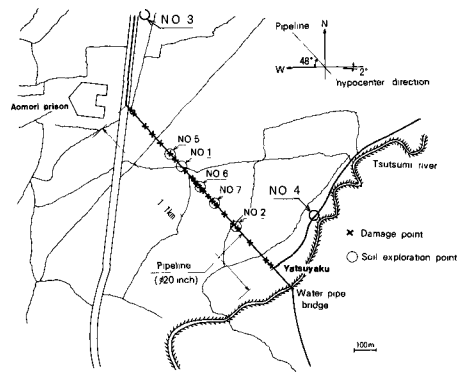 NO 3
Pipeline
N
48°
W
2°
hypocenter direction
Aomori prison
NO 5
NO 1
NO 6
NO 7
NO 2
NO 4
Tsutsumi river
1.1km
Damage point
Soil exploration point
Pipeline
(ø20 inch)
Yatsuyaku
Water pipe
bridge
100m